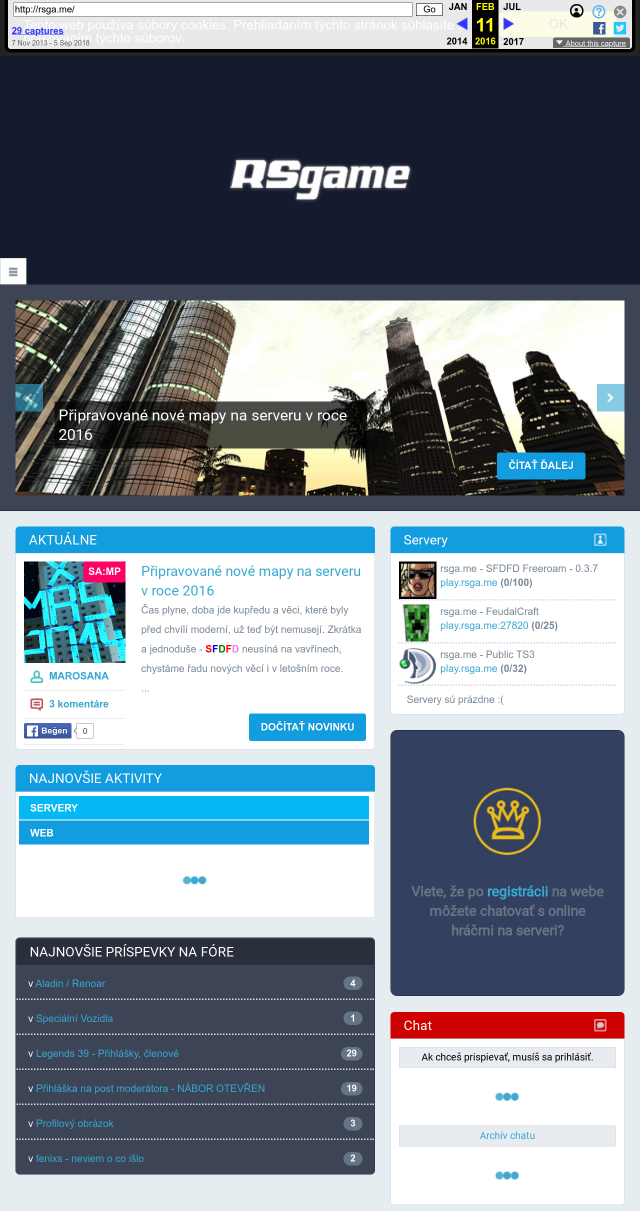 http://rsga.me/
Go
JAN
FEB
JUL
Tento web používa súbory cookies. Prehliadaním týchto stránok súhlasíte
OK
29 captures
11
týchto súborov.
7 Nov 2013 - 5 Sep 2018
2014
2016
2017
About this capture
RSgame
Připravované nové mapy na serveru v roce
2016
ČÍTAŤ ĎALEJ
AKTUÁLNE
SA:MP
Připravované nové mapy na serveru
v roce 2016
Čas plyne, doba jde kupředu a věci, které byly
před chvílí moderní, už teď být nemusejí. Zkrátka
a jednoduše - SFDFD neusíná na vavřínech,
chystáme řadu nových věcí i v letošním roce.
...
MAROSANA
3 komentáre
Beğen
0
DOČÍTAŤ NOVINKU
Servery
rsga.me - SFDFD Freeroam - 0.3.7
play.rsga.me (0/100)
rsga.me - FeudalCraft
play.rsga.me:27820 (0/25)
rsga.me - Public TS3
play.rsga.me (0/32)
Servery sú prázdne :(
NAJNOVŠIE AKTIVITY
SERVERY
WEB
Viete, že po registrácii na webe
môžete chatovať s online
hráčmi na serveri?
NAJNOVŠIE PRÍSPEVKY NA FÓRE
v Aladin / Renoar
4
v Speciální Vozidla
1
v Legends 39 - Přihlášky, členové
29
v Přihláška na post moderátora - NÁBOR OTEVŘEN
19
v Profilový obrázok
3
v fenixs - neviem o co išlo
2
Chat
Ak chceš prispievať, musíš sa prihlásiť.
Archív chatu